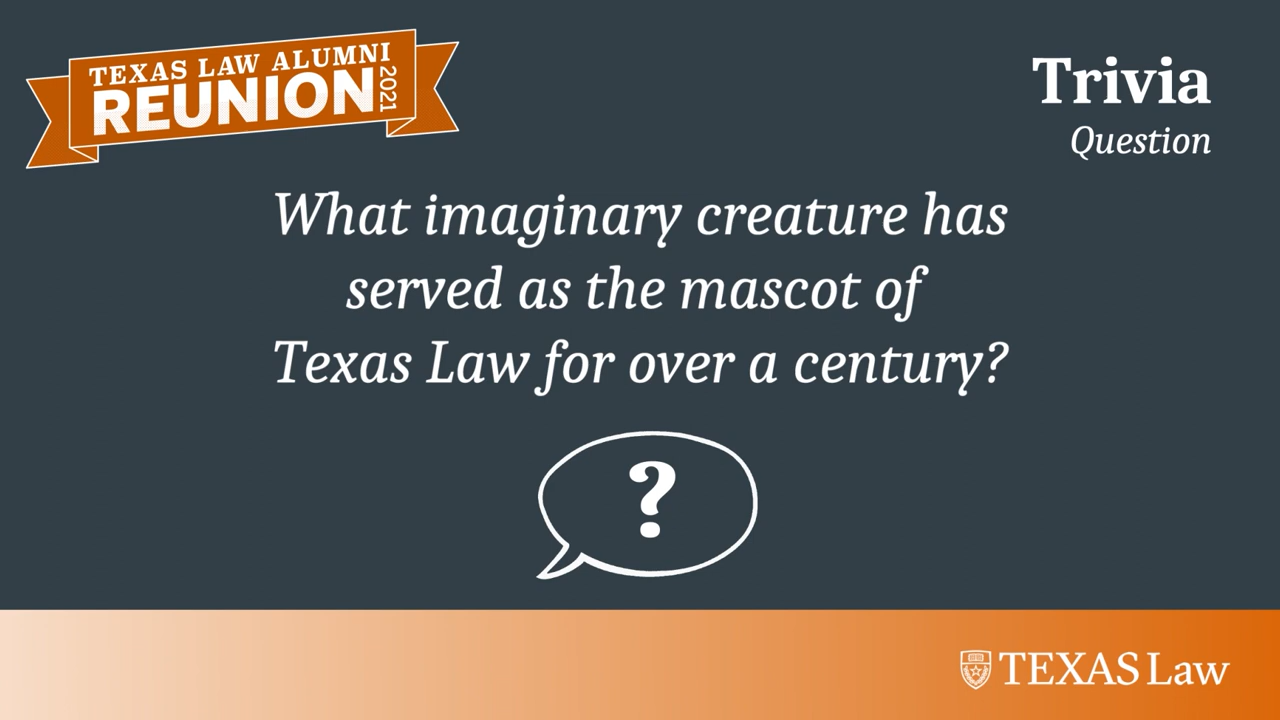 TEXAS LAW ALUMNI
REUNION
2021
Trivia
Question
What imaginary creature has
served as the mascot of
Texas Law for over a century?
?
TEXAS Law